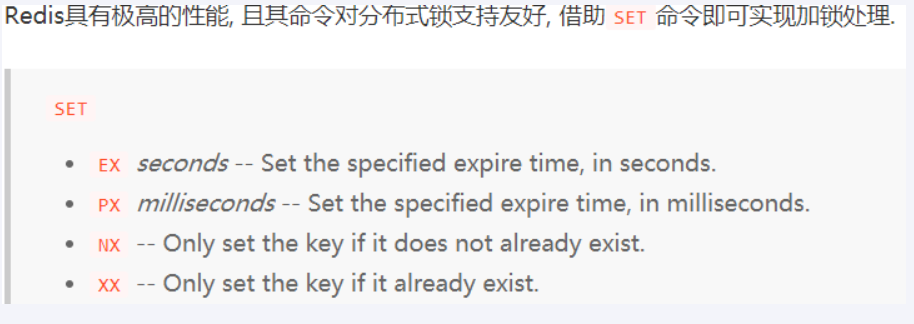 Redis具有极高的性能, 且其命令对分布式锁支持友好, 借助 SET 命令即可实现加锁处理.
SET
• EX seconds -- Set the specified expire time, in seconds.
• PX milliseconds -- Set the specified expire time, in milliseconds.
• NX -- Only set the key if it does not already exist.
• XX -- Only set the key if it already exist.